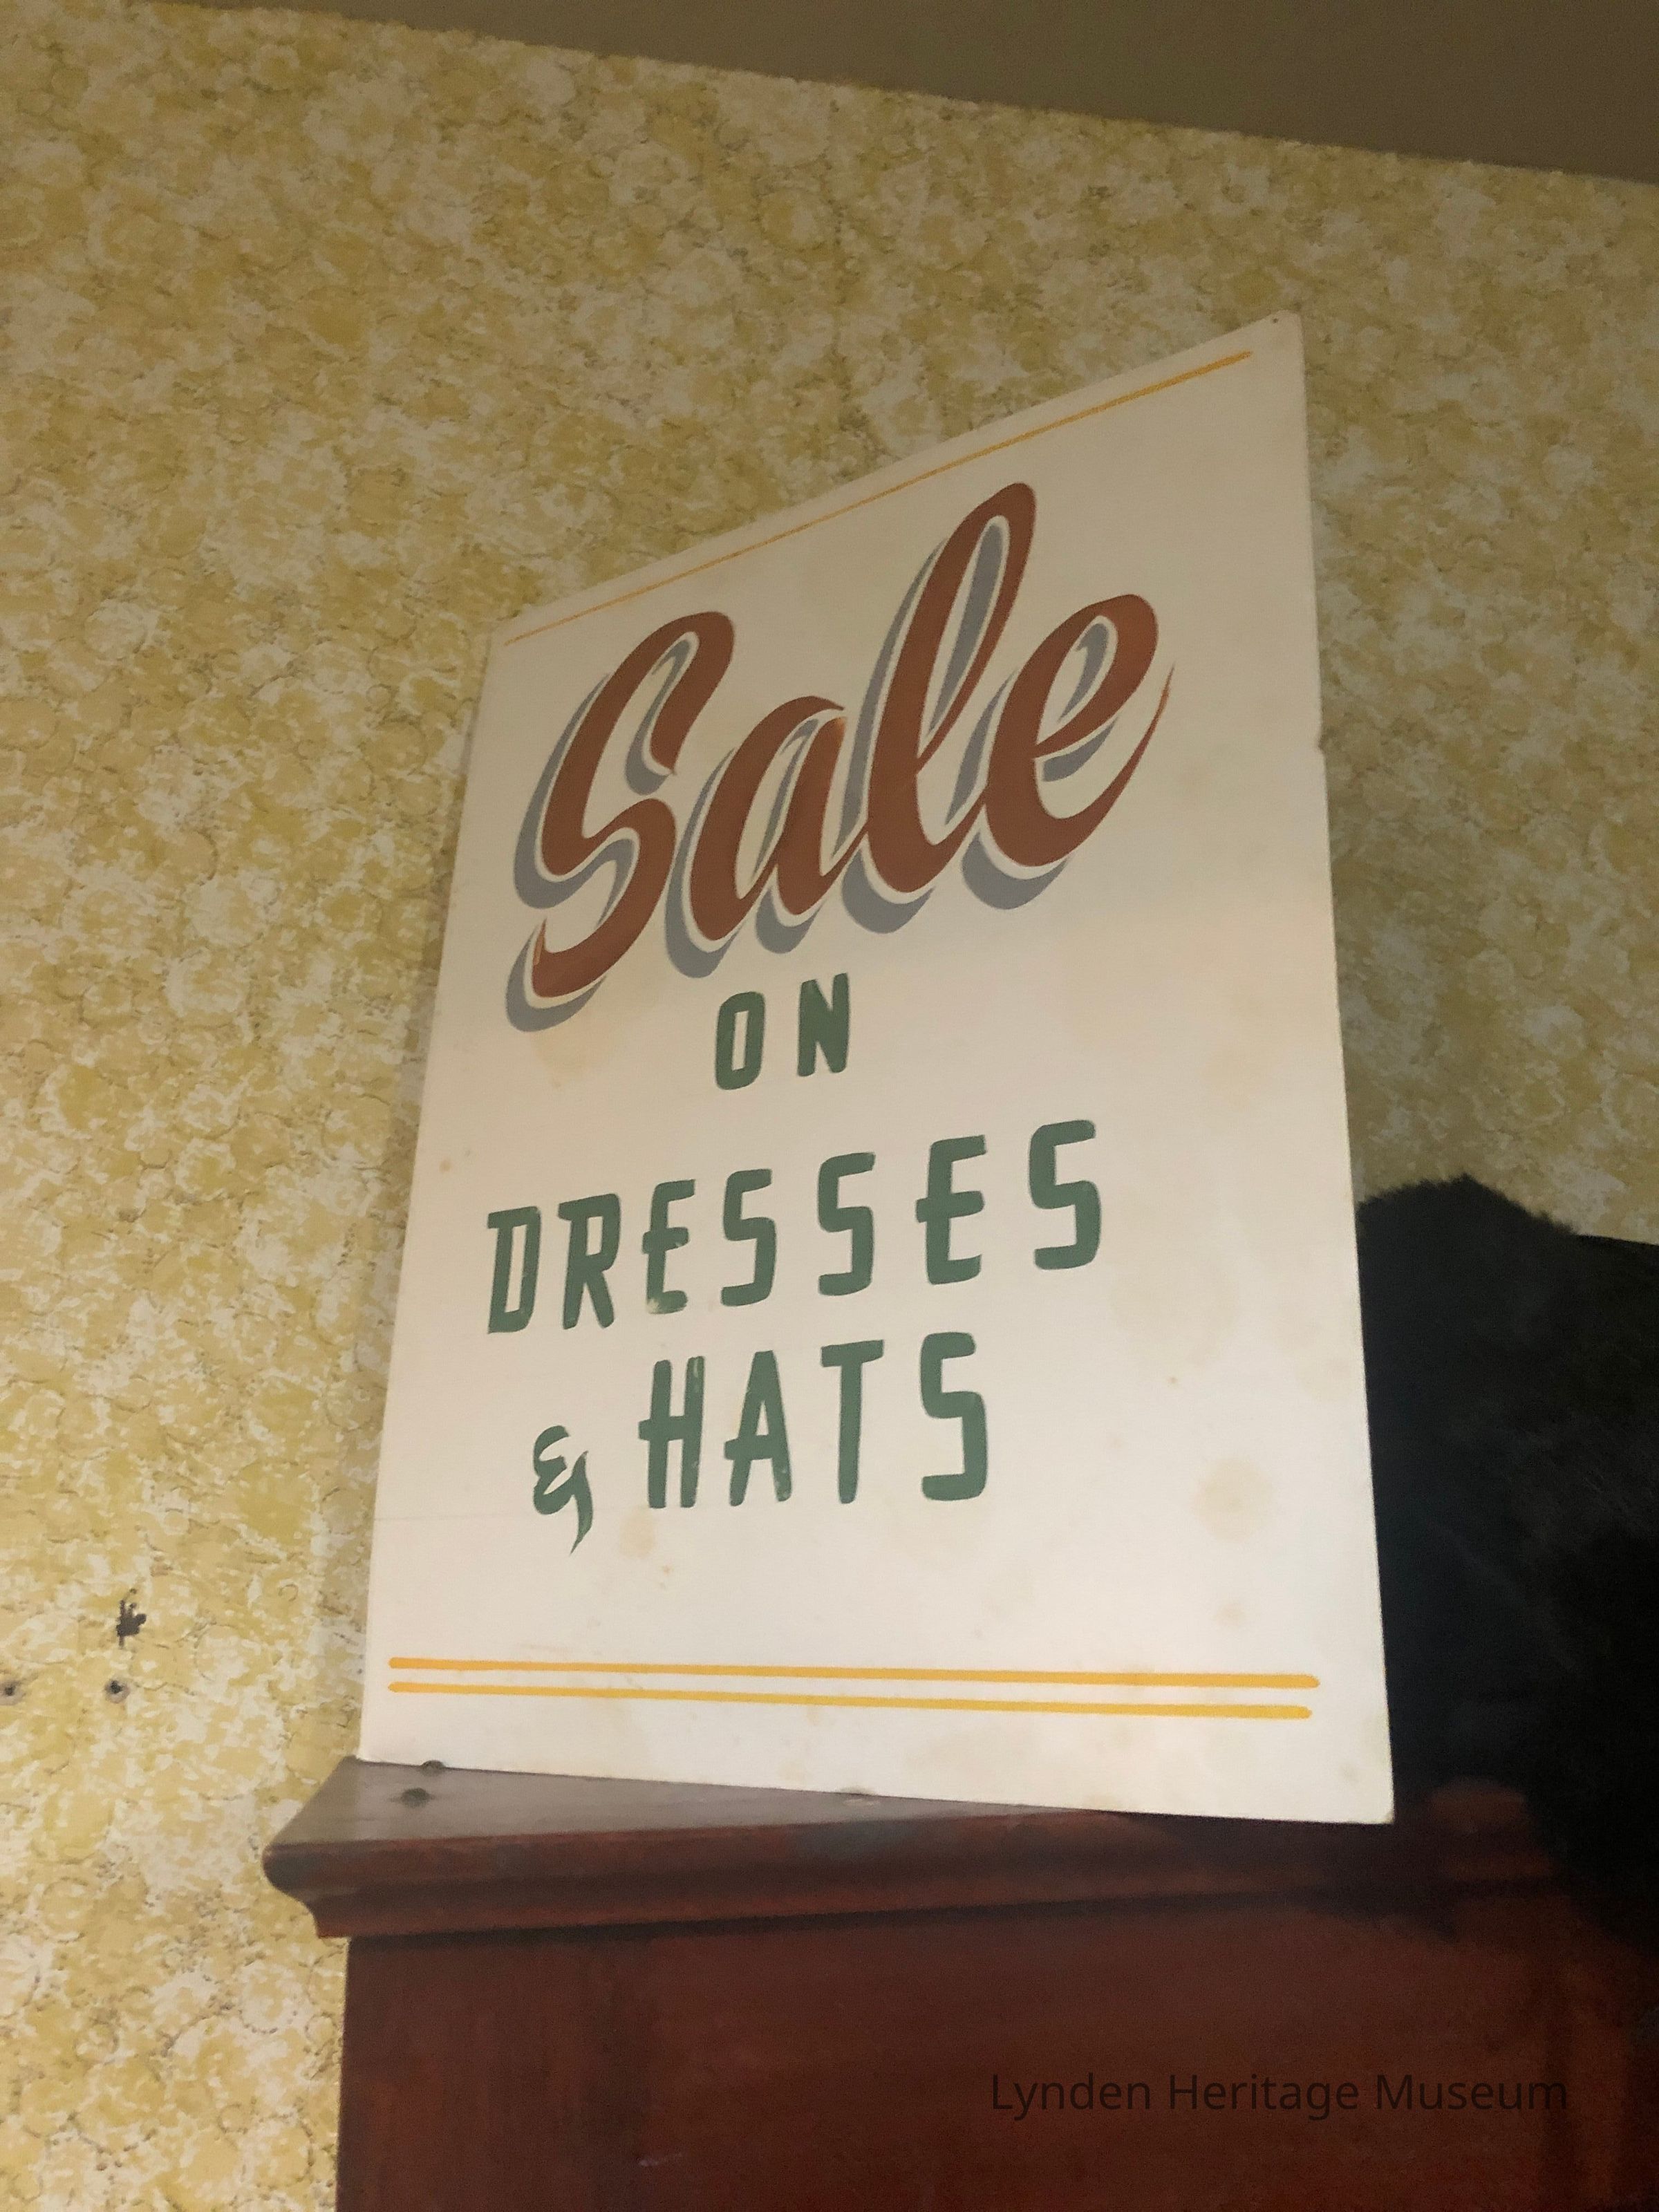 Sale
ON
DRESSES
& HATS
Lynden Heritage Museum